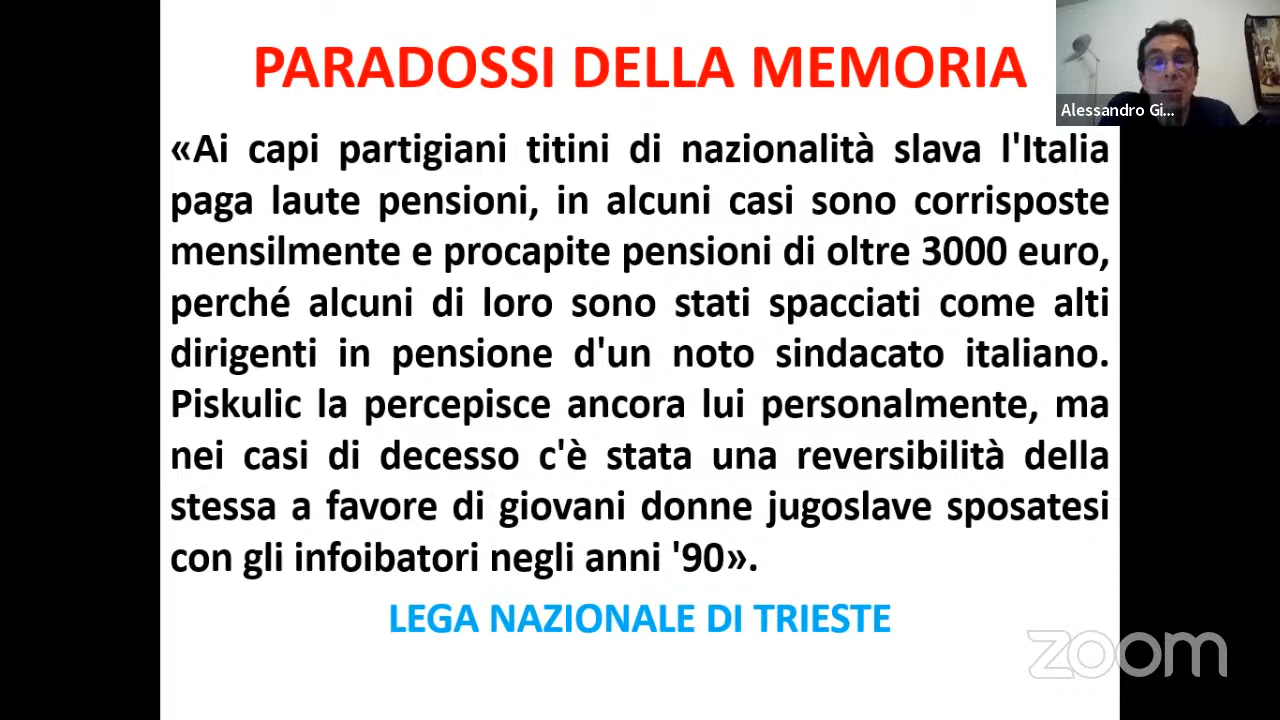 PARADOSSI DELLA MEMORIA
Alessandro Gi...
«Ai capi partigiani titini di nazionalità slava l'Italia
paga laute pensioni, in alcuni casi sono corrisposte
mensilmente e procapite pensioni di oltre 3000 euro,
perché alcuni di loro sono stati spacciati come alti
dirigenti in pensione d'un noto sindacato italiano.
Piskulic la percepisce ancora lui personalmente, ma
nei casi di decesso c'è stata una reversibilità della
stessa a favore di giovani donne jugoslave sposatesi
con gli infoibatori negli anni '90».
LEGA NAZIONALE DI TRIESTE
zoom